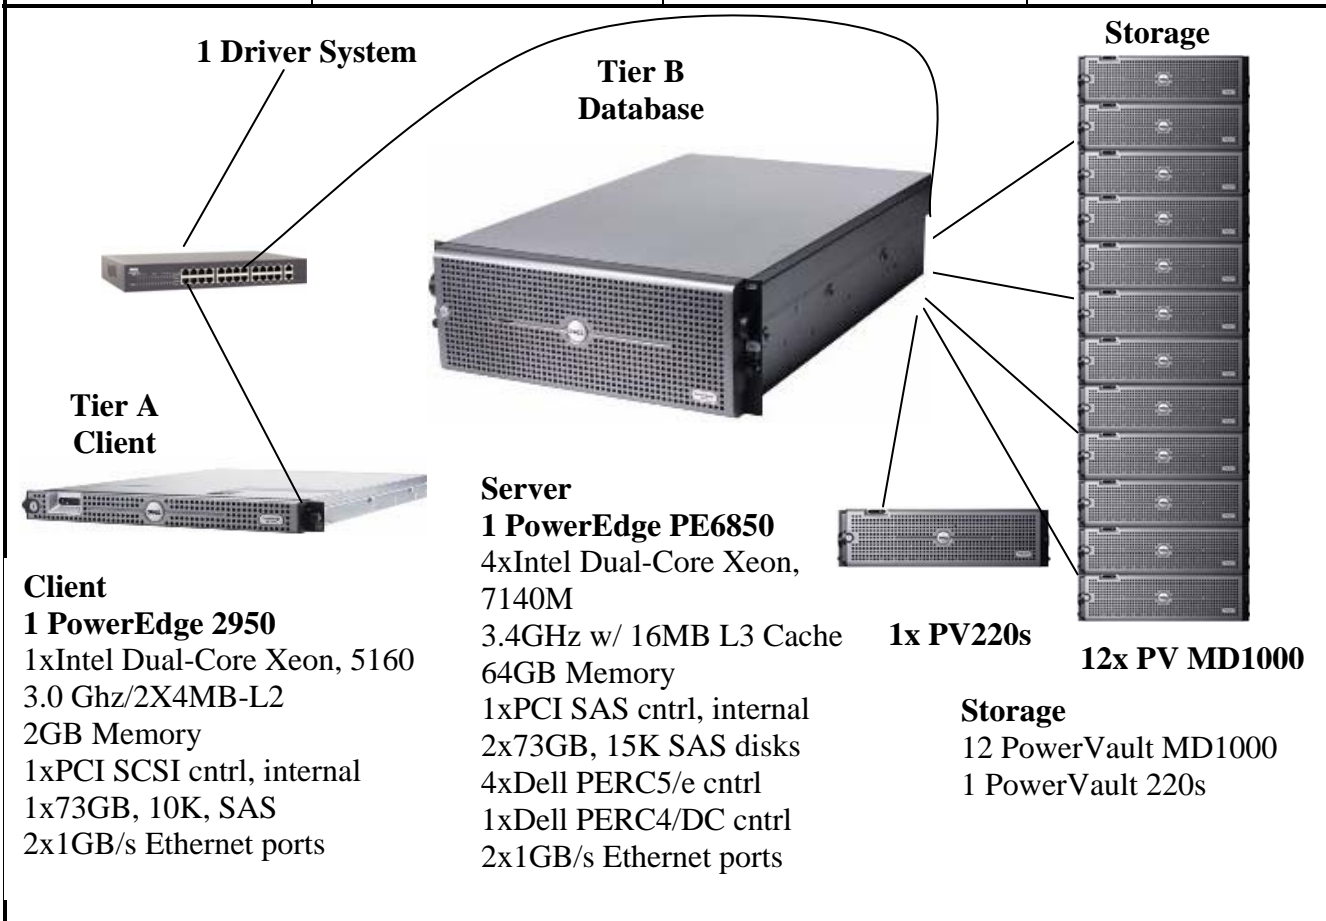 1 Driver System
Tier B
Database
Storage
Tier A
Client
Server
1 PowerEdge PE6850
4xIntel Dual-Core Xeon,
7140M
3.4GHz w/ 16MB L3 Cache
64GB Memory
1xPCI SAS cntrl, internal
2x73GB, 15K SAS disks
4xDell PERC5/e cntrl
1xDell PERC4/DC cntrl
2x1GB/s Ethernet ports
Client
1 PowerEdge 2950
1xIntel Dual-Core Xeon, 5160
3.0 Ghz/2X4MB-L2
2GB Memory
1xPCI SCSI cntrl, internal
1x73GB, 10K, SAS
2x1GB/s Ethernet ports
1x PV220s
12x PV MD1000
Storage
12 PowerVault MD1000
1 PowerVault 220s